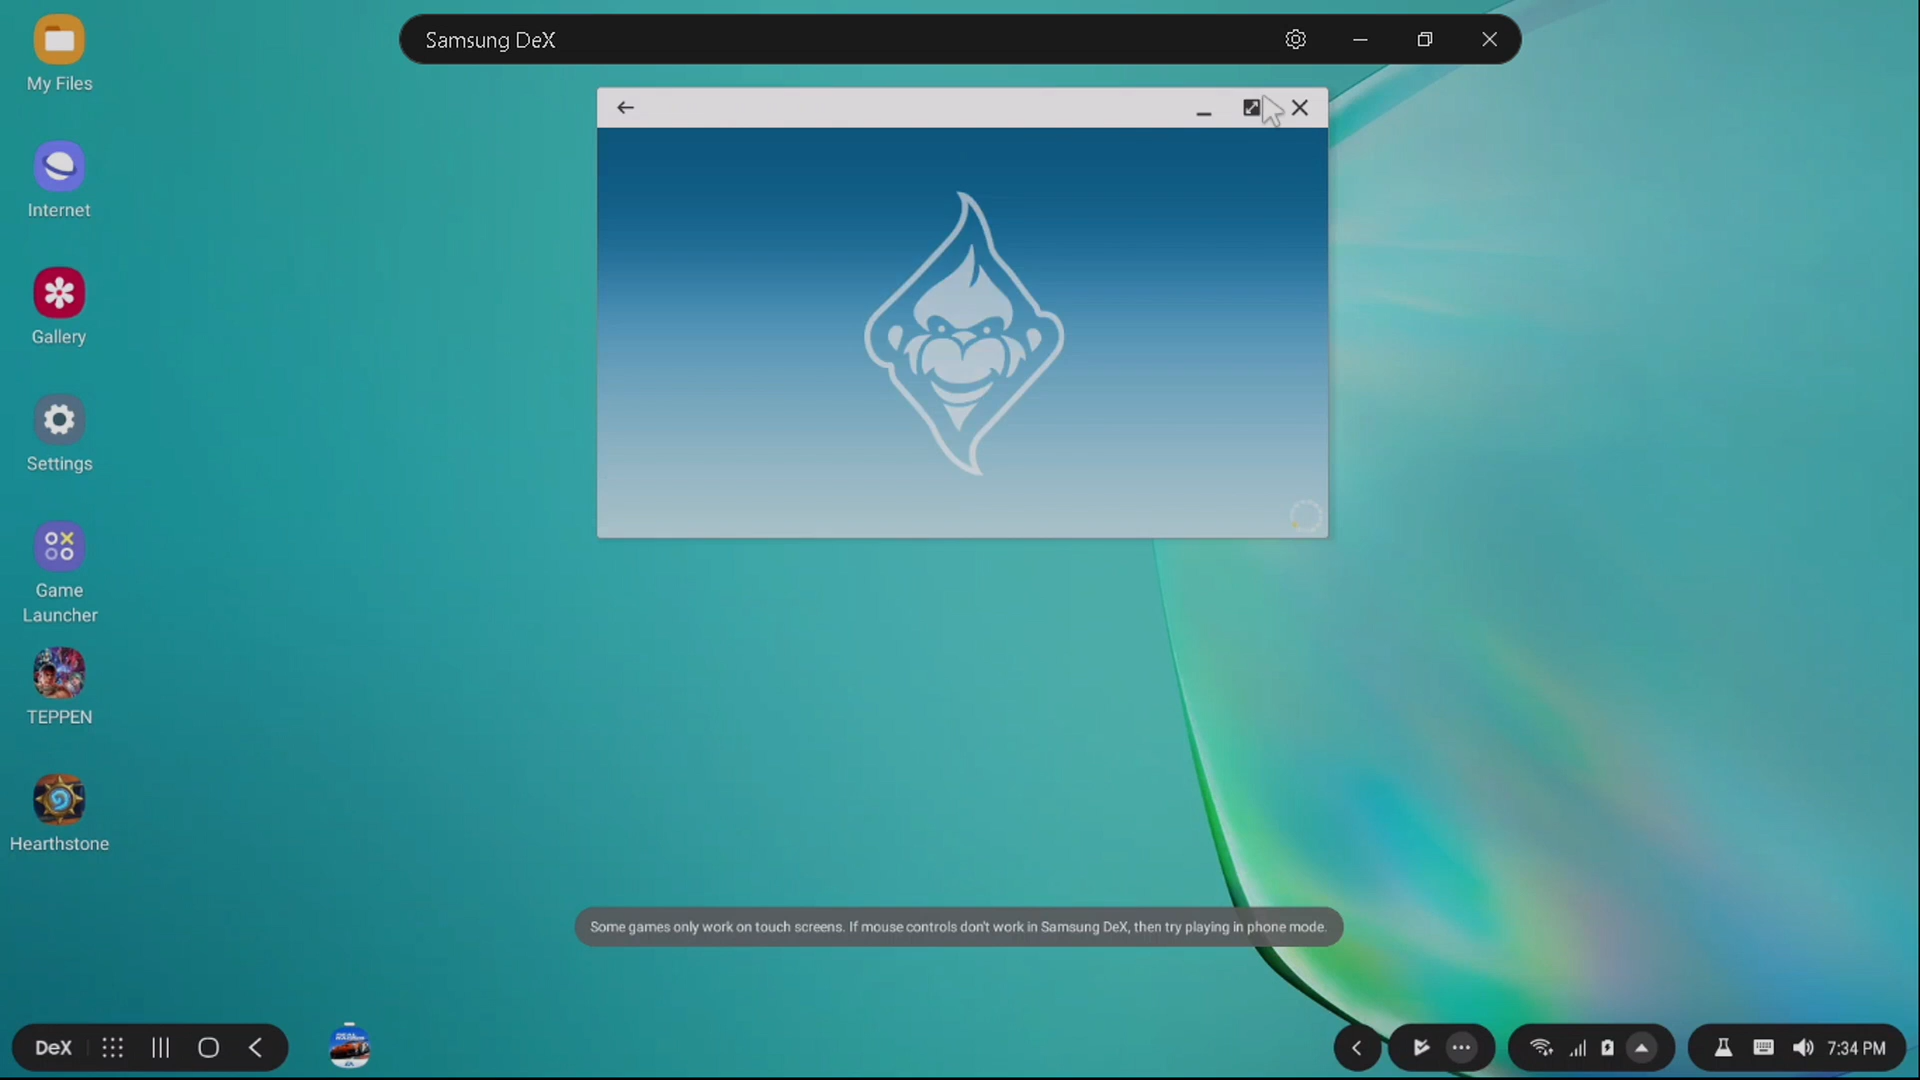 Samsung DeX
My Files
Internet
Gallery
Settings
Game
Launcher
TEPPEN
Hearthstone
Some games only work on touch screens. If mouse controls don't work in Samsung DeX, then try playing in phone mode.
DeX
7:34 PM